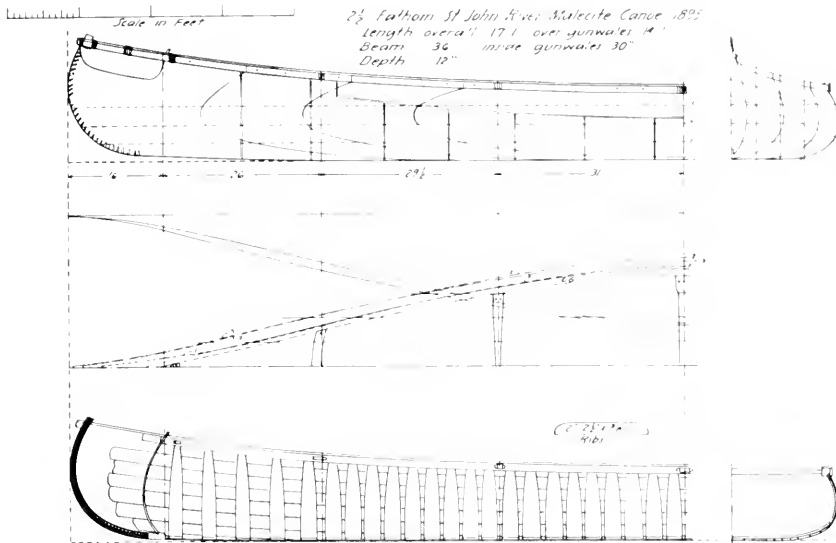 Scale in Feet
2½ Fathom St John River Malecite Canoe 1895
Length overall 17' 1" over gunwales
Beam 36 inside gunwales 30"
Depth 12"
16 26 29½ 31
Ribs